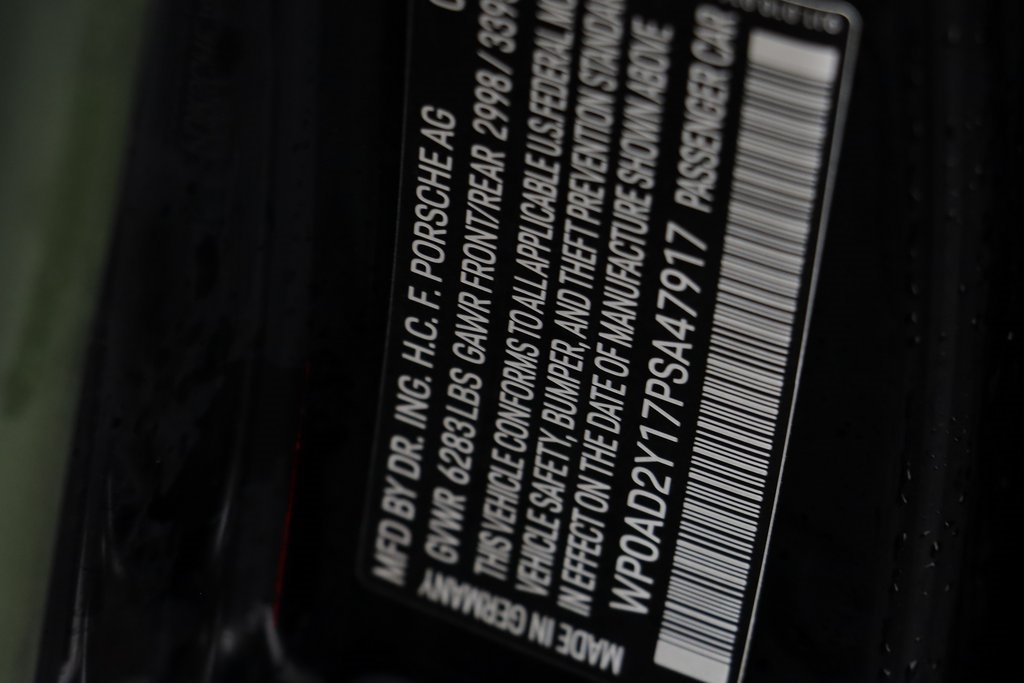 MFD BY DR. ING. H.C. F. PORSCHE AG
GVWR 6283 LBS GAWR FRONT/REAR 2998 /
THIS VEHICLE CONFORMS TO ALL APPLICABLE U.S. FEDERAL
VEHICLE SAFETY, BUMPER, AND THEFT PREVENTION
IN EFFECT ON THE DATE OF MANUFACTURE SHOWN ABOVE
WP0AD2Y17PSA47917 PASSENGER CAR
MADE IN GERMANY